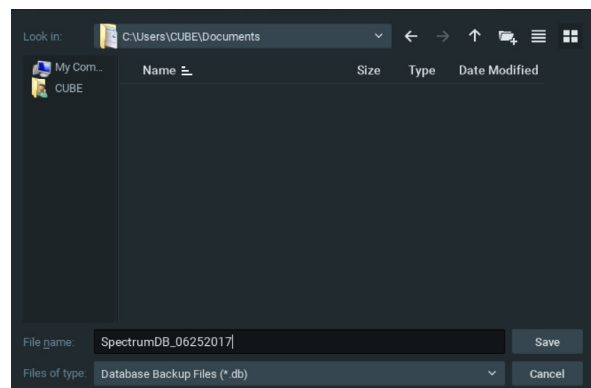 Look in: C:\Users\CUBE\Documents
My Com...
CUBE
Name Size Type Date Modified
File name: SpectrumDB_06252017 Save
Files of type: Database Backup Files (*.db) Cancel